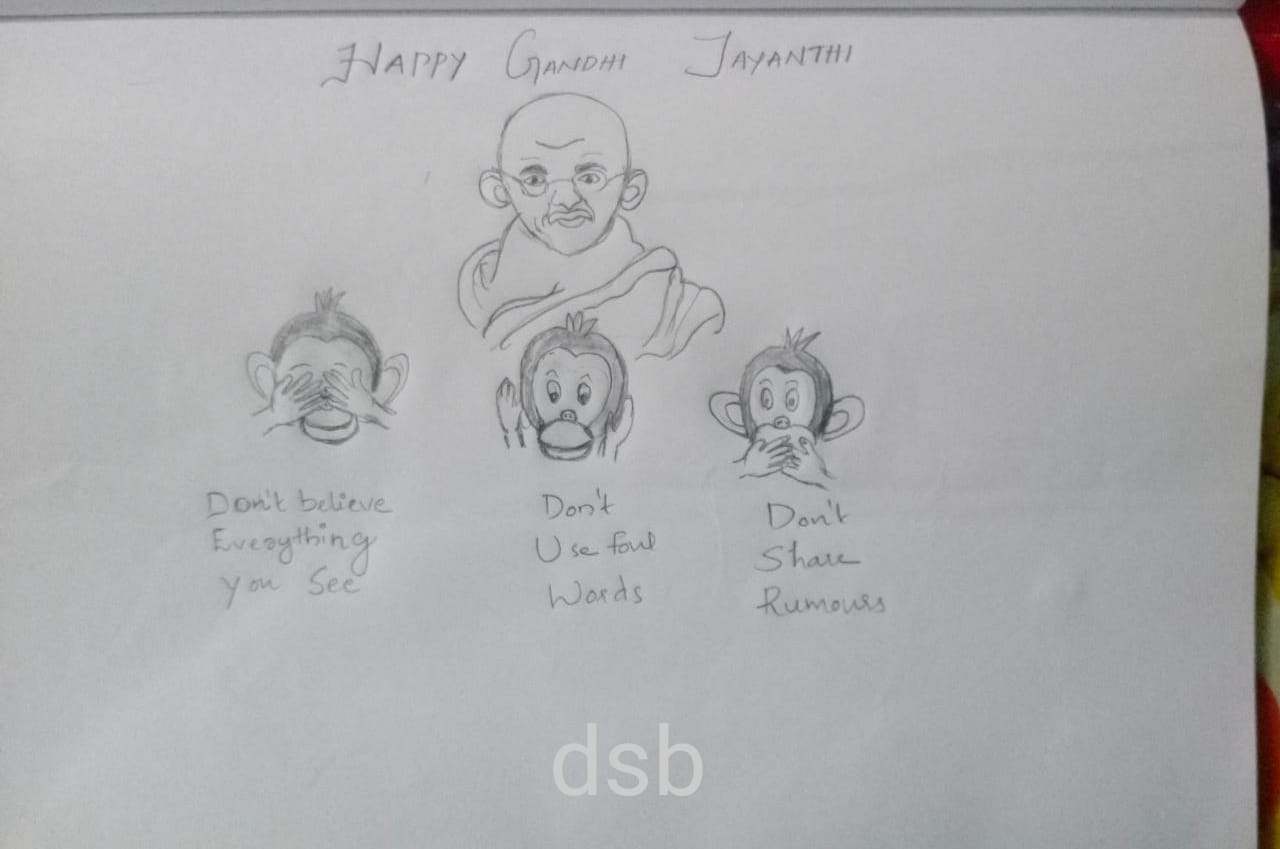 HAPPY GANDHI JAYANTHI
Don't believe
Everything
you See
Don't
Use foul
Words
Don't
Share
Rumours
dsb